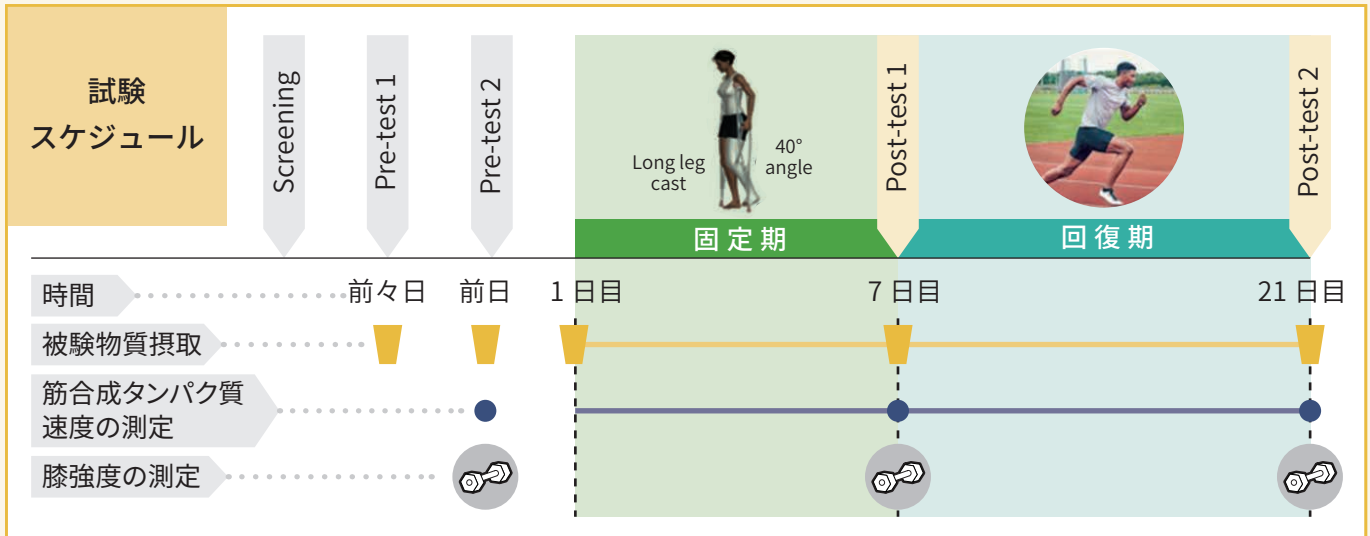 試験
スケジュール
Screening
Pre-test 1
Pre-test 2
Long leg
cast
40°
angle
Post-test 1
Post-test 2
固定期
回復期
時間
前々日
前日
1 日目
7 日目
21 日目
被験物質摂取
筋合成タンパク質
速度の測定
膝強度の測定